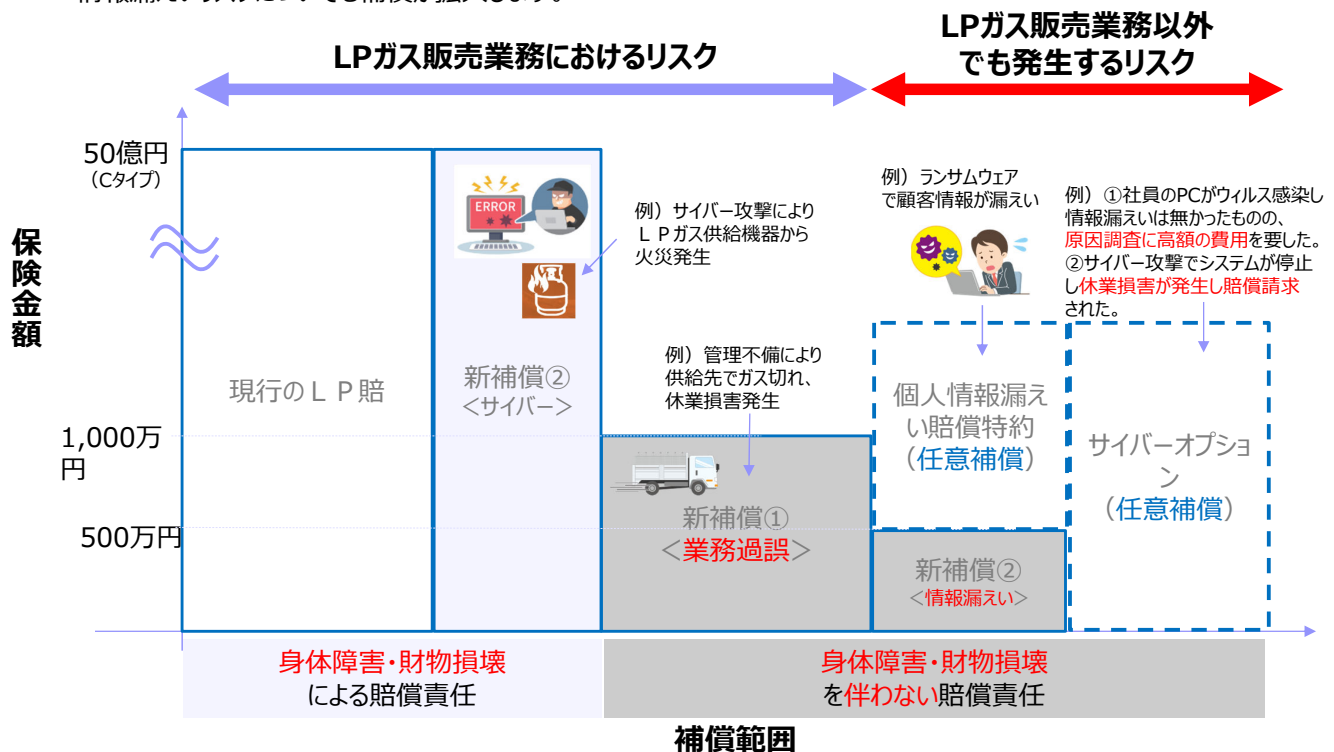 LPガス販売業務におけるリスク
LPガス販売業務以外
でも発生するリスク
50億円
（Cタイプ）
保険金額
1,000万
円
500万円
現行のＬＰ賠
ERROR
新補償②
＜サイバー＞
例）サイバー攻撃により
ＬＰガス供給機器から
火災発生
例）管理不備により
供給先でガス切れ、
休業損害発生
新補償①
＜業務過誤＞
例）ランサムウェア
で顧客情報が漏えい
個人情報漏え
い賠償特約
（任意補償）
新補償②
＜情報漏えい＞
例）①社員のPCがウィルス感染し
情報漏えいは無かったものの、
原因調査に高額の費用を要した。
②サイバー攻撃でシステムが停止
し休業損害が発生し賠償請求
された。
サイバーオプショ
ン
（任意補償）
身体障害・財物損壊
による賠償責任
身体障害・財物損壊
を伴わない賠償責任
補償範囲